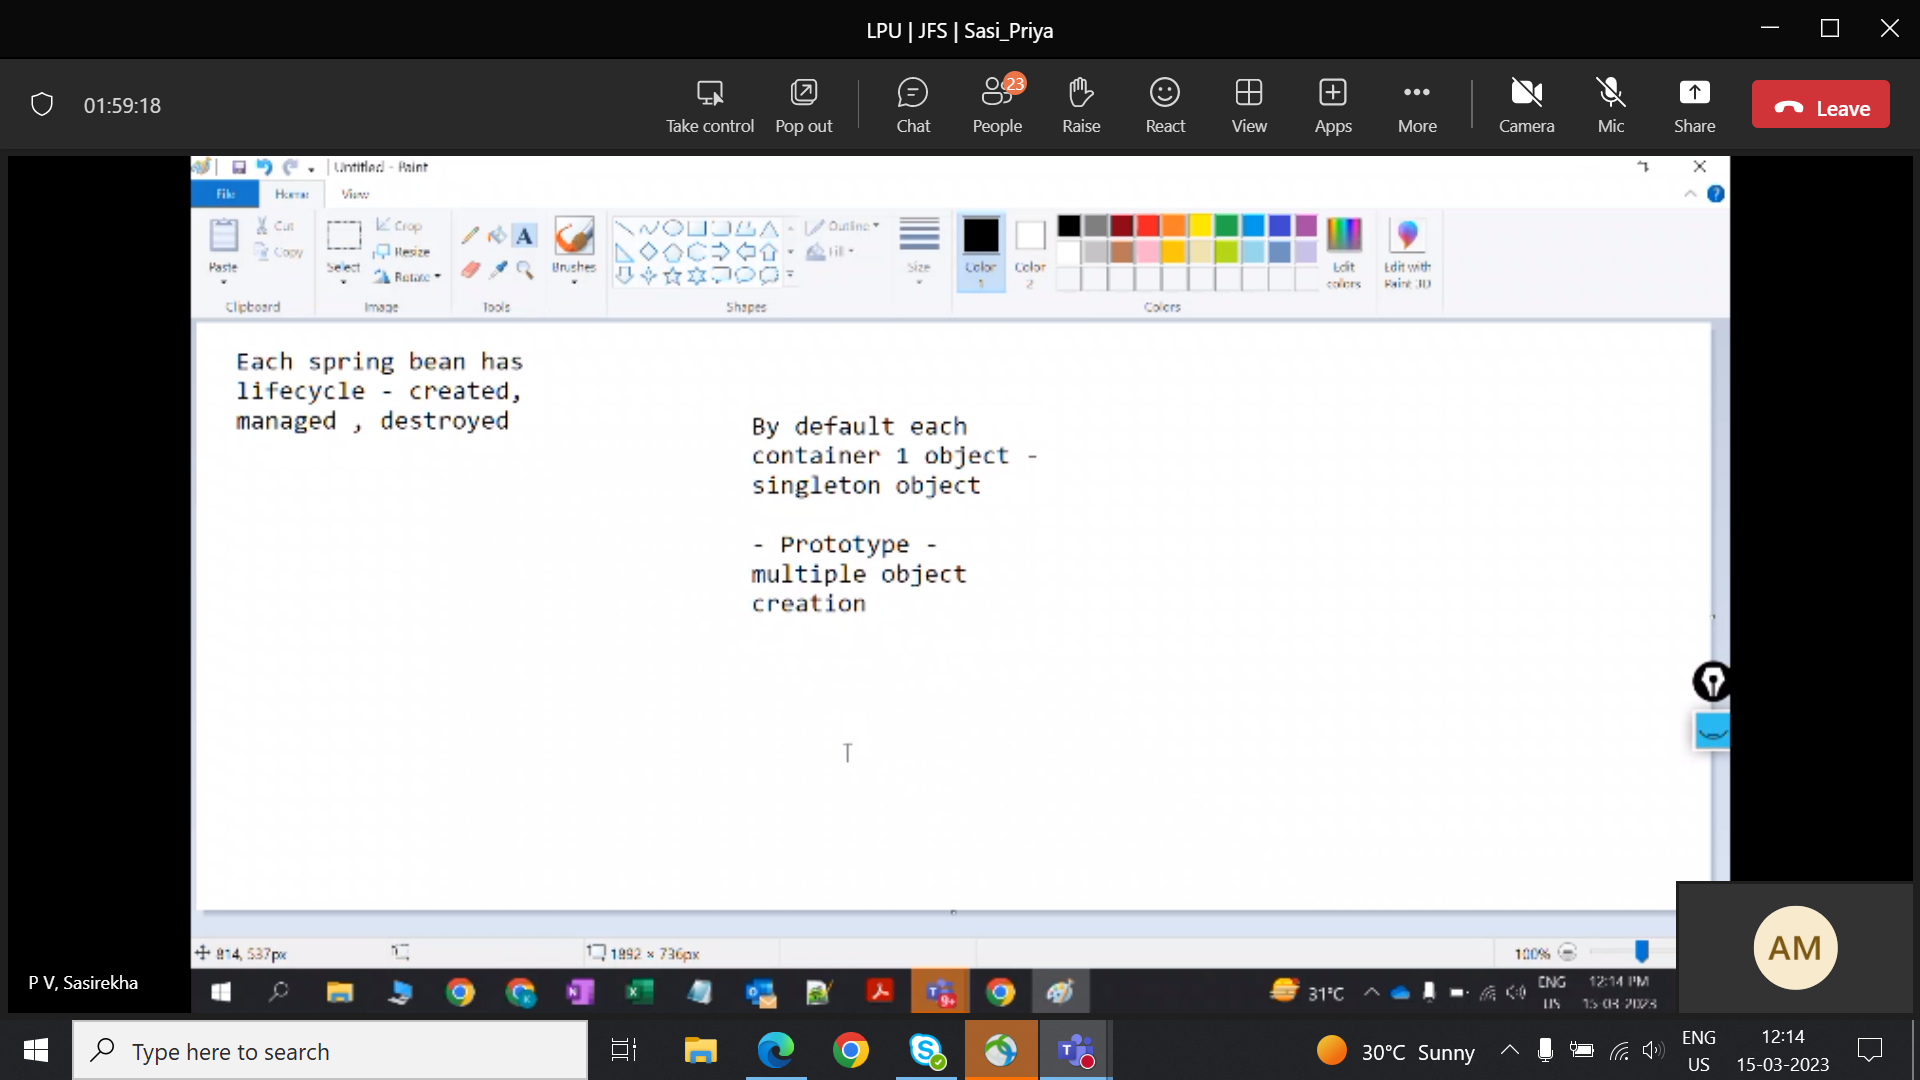 LPU | JFS | Sasi_Priya
01:59:18
Take control
Pop out
Chat
People
23
Raise
React
View
Apps
More
Camera
Mic
Share
Leave
Untitled - Paint
File Home View
Paste
Cut
Copy
Clipboard
Select
Crop
Resize
Rotate
Image
A
Tools
Brushes
Outline
Fill
Shapes
Size
Color
1
Color
2
Edit
colors
Colors
Edit with
Paint 3D
Each spring bean has
lifecycle - created,
managed , destroyed
By default each
container 1 object -
singleton object
- Prototype -
multiple object
creation
814, 537px
1892 × 736px
100%
P V, Sasirekha
AM
9+
31°C
ENG
US
12:14 PM
15-03-2023
Type here to search
30°C Sunny
ENG
US
12:14
15-03-2023